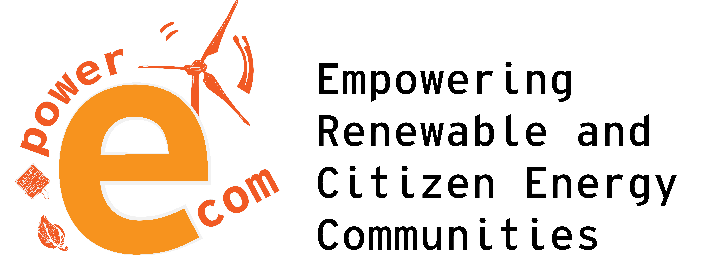 power
e
com
Empowering
Renewable and
Citizen Energy
Communities